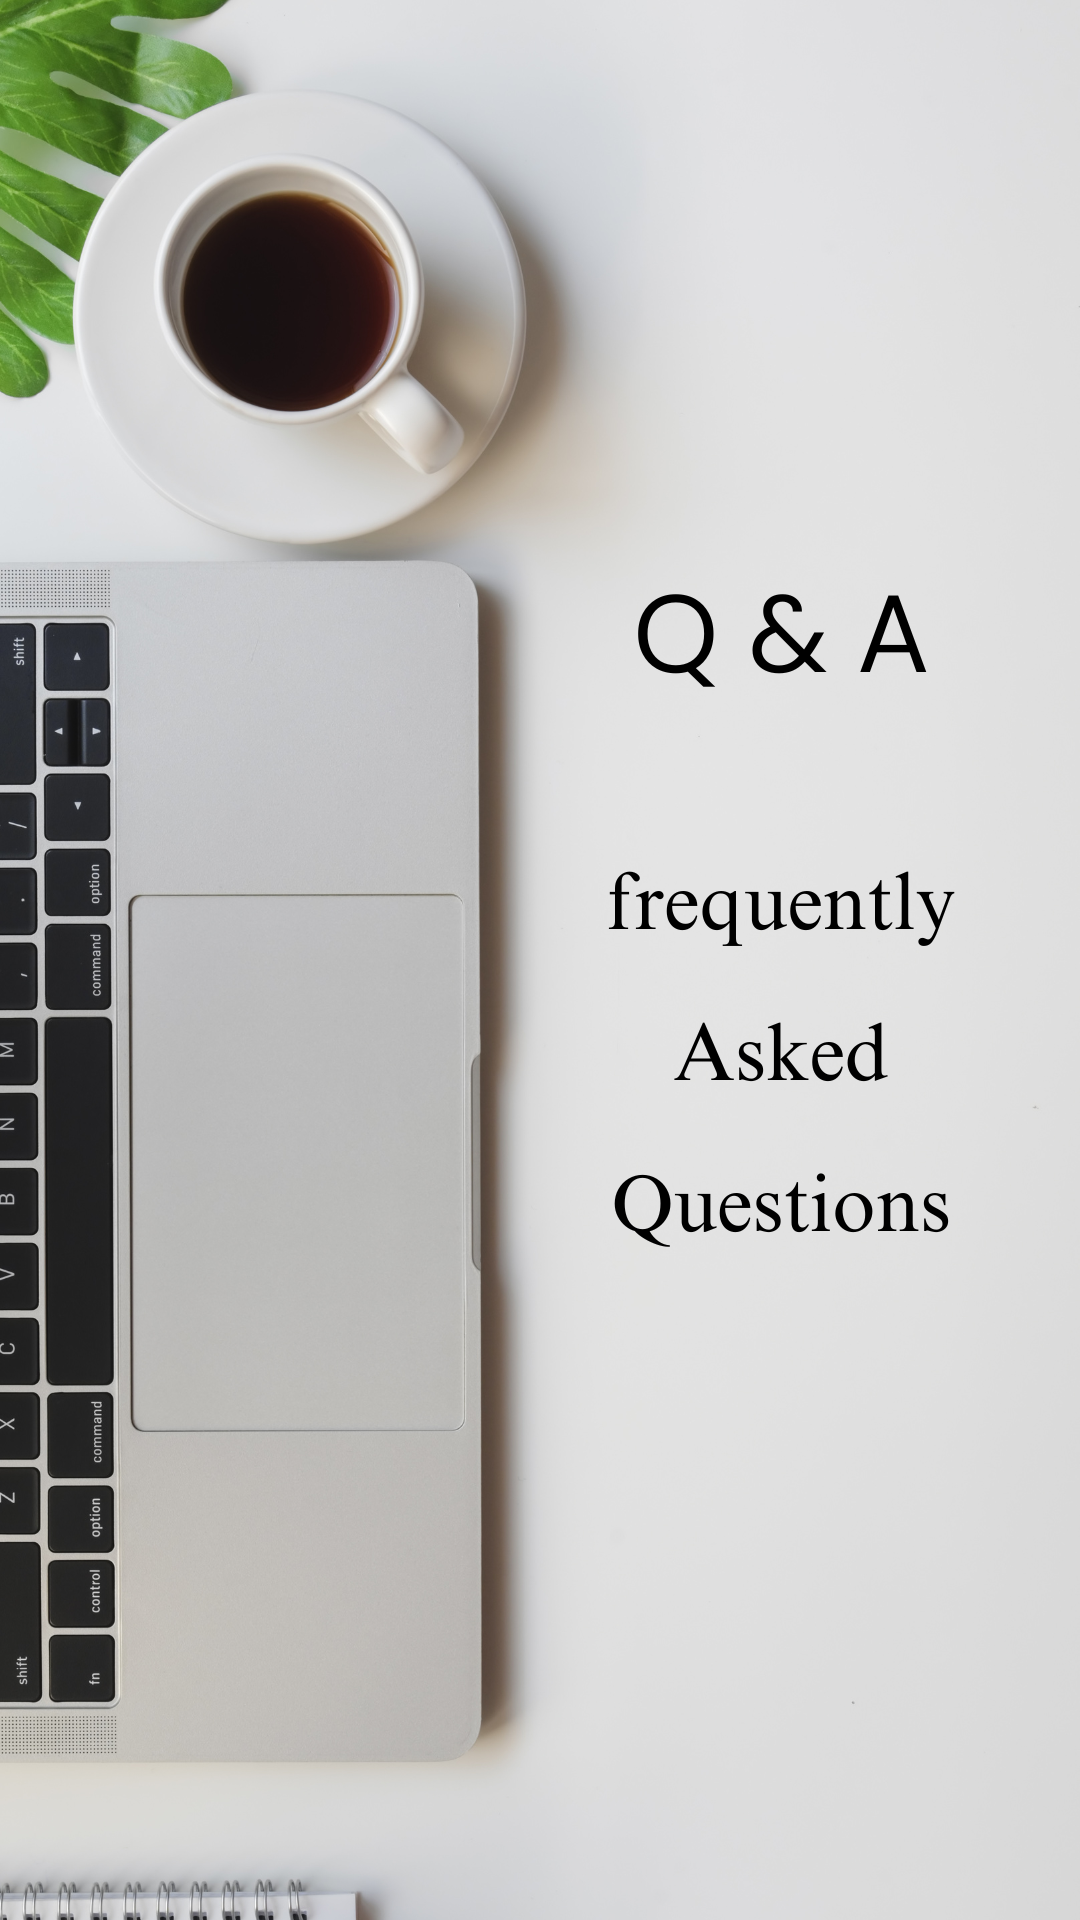 Q & A
frequently
Asked
Questions
shift
/
.
option
,
command
M
N
B
V
C
X
command
Z
option
control
shift
fn